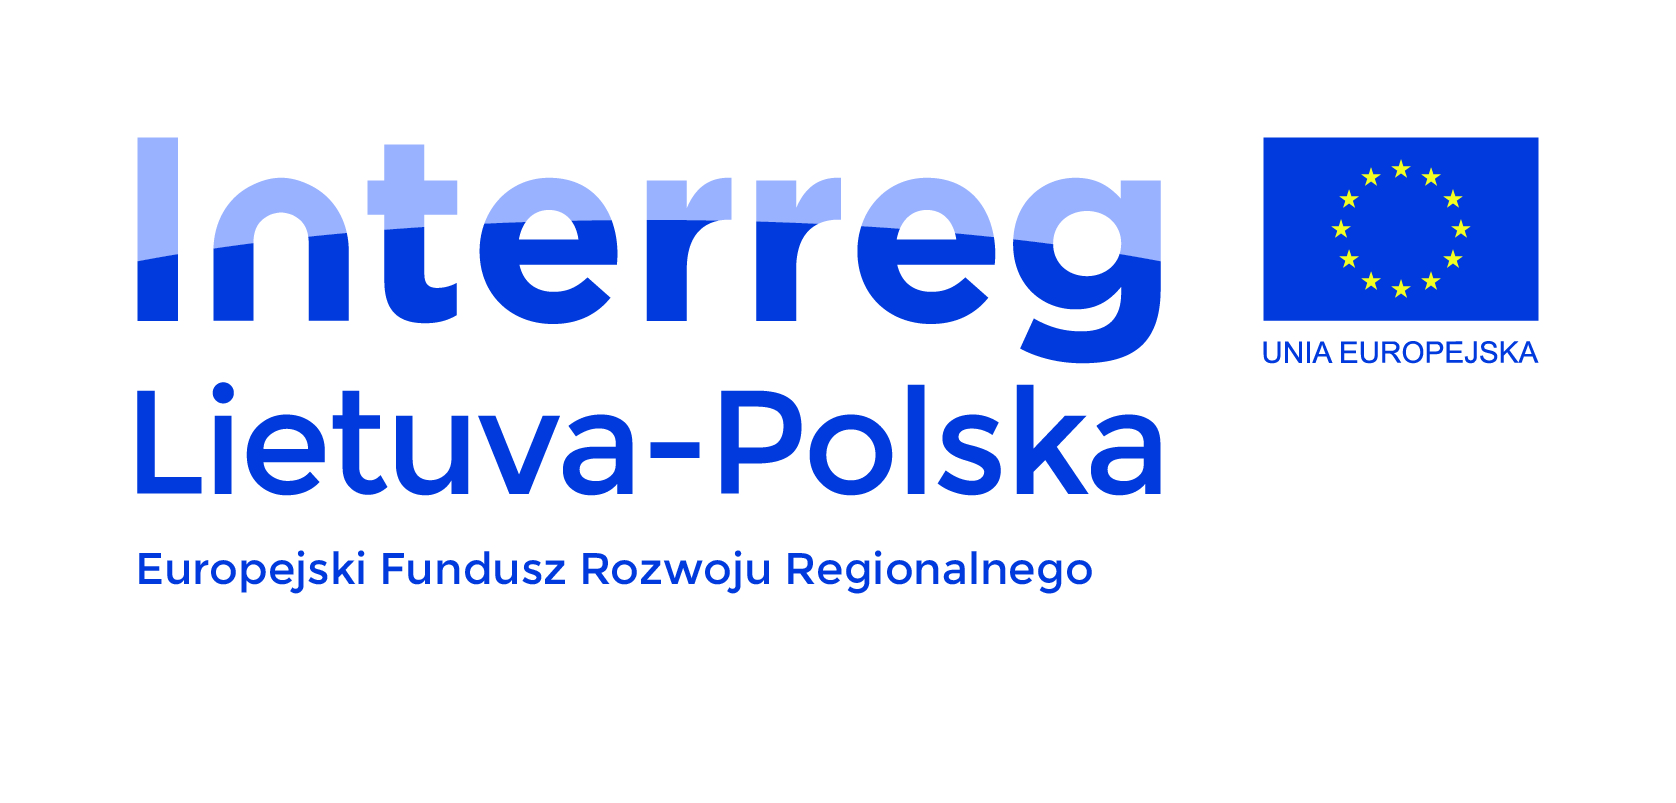 Interreg
UNIA EUROPEJSKA
Lietuva-Polska
Europejski Fundusz Rozwoju Regionalnego